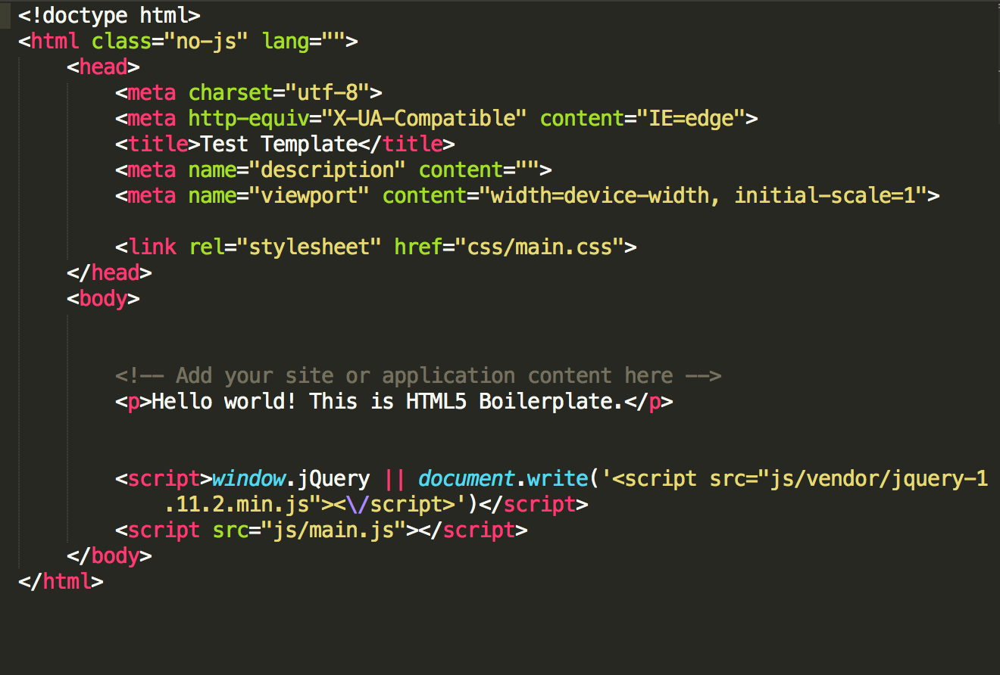 <!doctype html>
<html class="no-js" lang="">
    <head>
        <meta charset="utf-8">
        <meta http-equiv="X-UA-Compatible" content="IE=edge">
        <title>Test Template</title>
        <meta name="description" content="">
        <meta name="viewport" content="width=device-width, initial-scale=1">
        <link rel="stylesheet" href="css/main.css">
    </head>
    <body>
        <!-- Add your site or application content here -->
        <p>Hello world! This is HTML5 Boilerplate.</p>
        <script>window.jQuery || document.write('<script src="js/vendor/jquery-1
            .11.2.min.js"><\/script>')</script>
        <script src="js/main.js"></script>
    </body>
</html>